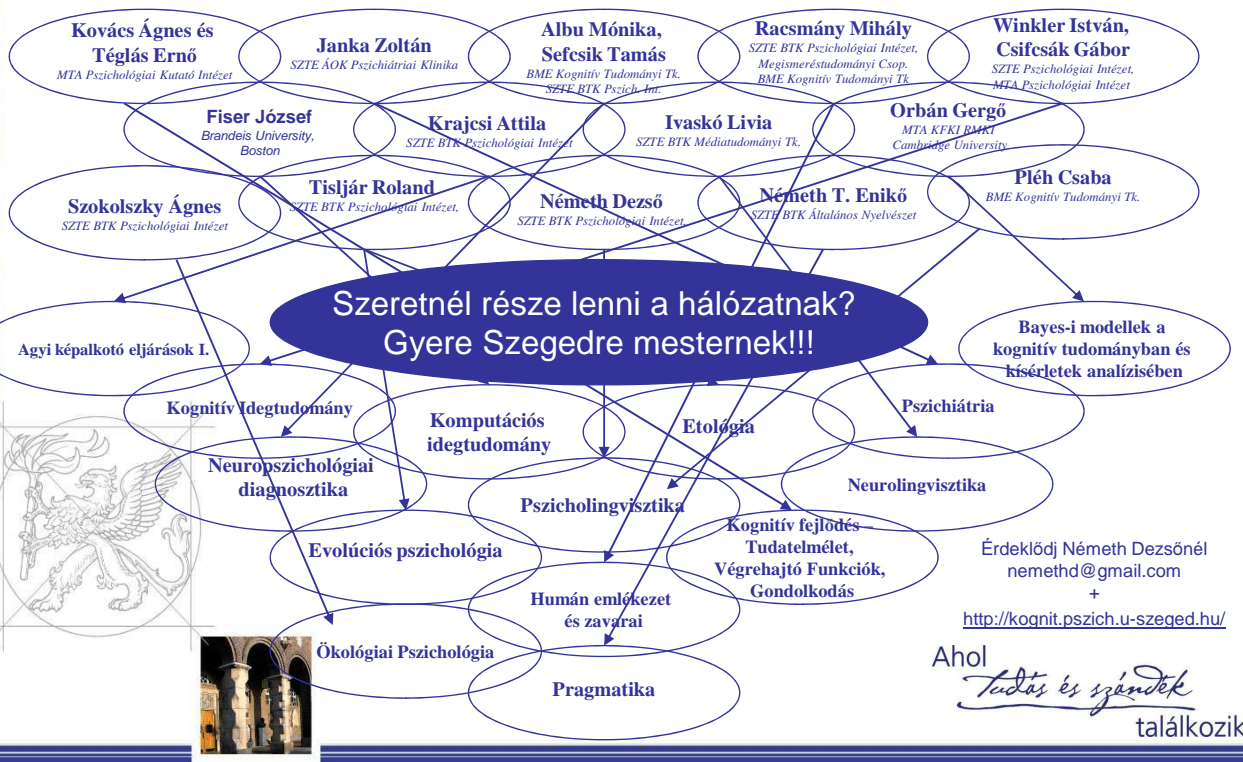 Kovács Ágnes és
Téglás Ernő
MTA Pszichológiai Kutató Intézet
Janka Zoltán
SZTE ÁOK Pszichiátriai Klinika
Albu Mónika,
Sefcsik Tamás
BME Kognitív Tudományi Tk.
SZTE BTK Pszich. Int.
Racsmány Mihály
SZTE BTK Pszichológiai Intézet,
Megismeréstudományi Csop.
BME Kognitív Tudományi Tk
Winkler István,
Csifcsák Gábor
SZTE Pszichológiai Intézet,
MTA Pszichológiai Intézet
Fiser József
Brandeis University,
Boston
Krajcsi Attila
SZTE BTK Pszichológiai Intézet
Ivaskó Livia
SZTE BTK Médiatudományi Tk.
Orbán Gergő
MTA KFKI RMKI
Cambridge University
Szokolszky Ágnes
SZTE BTK Pszichológiai Intézet
Tisljár Roland
SZTE BTK Pszichológiai Intézet,
Németh Dezső
SZTE BTK Pszichológiai Intézet,
Németh T. Enikő
SZTE BTK Általános Nyelvészet
Pléh Csaba
BME Kognitív Tudományi Tk.
Szeretnél része lenni a hálózatnak?
Gyere Szegedre mesternek!!!
Agyi képalkotó eljárások I.
Bayes-i modellek a
kognitív tudományban és
kísérletek analízisében
Kognitív Idegtudomány
Komputációs
idegtudomány
Etológia
Pszichiátria
Neuropszichológiai
diagnosztika
Pszicholingvisztika
Neurolingvisztika
Evolúciós pszichológia
Kognitív fejlődés –
Tudatelmélet,
Végrehajtó Funkciók,
Gondolkodás
Humán emlékezet
és zavarai
Ökológiai Pszichológia
Pragmatika
Érdeklődj Németh Dezsőnél
nemethd@gmail.com
+
http://kognit.pszich.u-szeged.hu/
Ahol
Tudás és szándék
találkozik